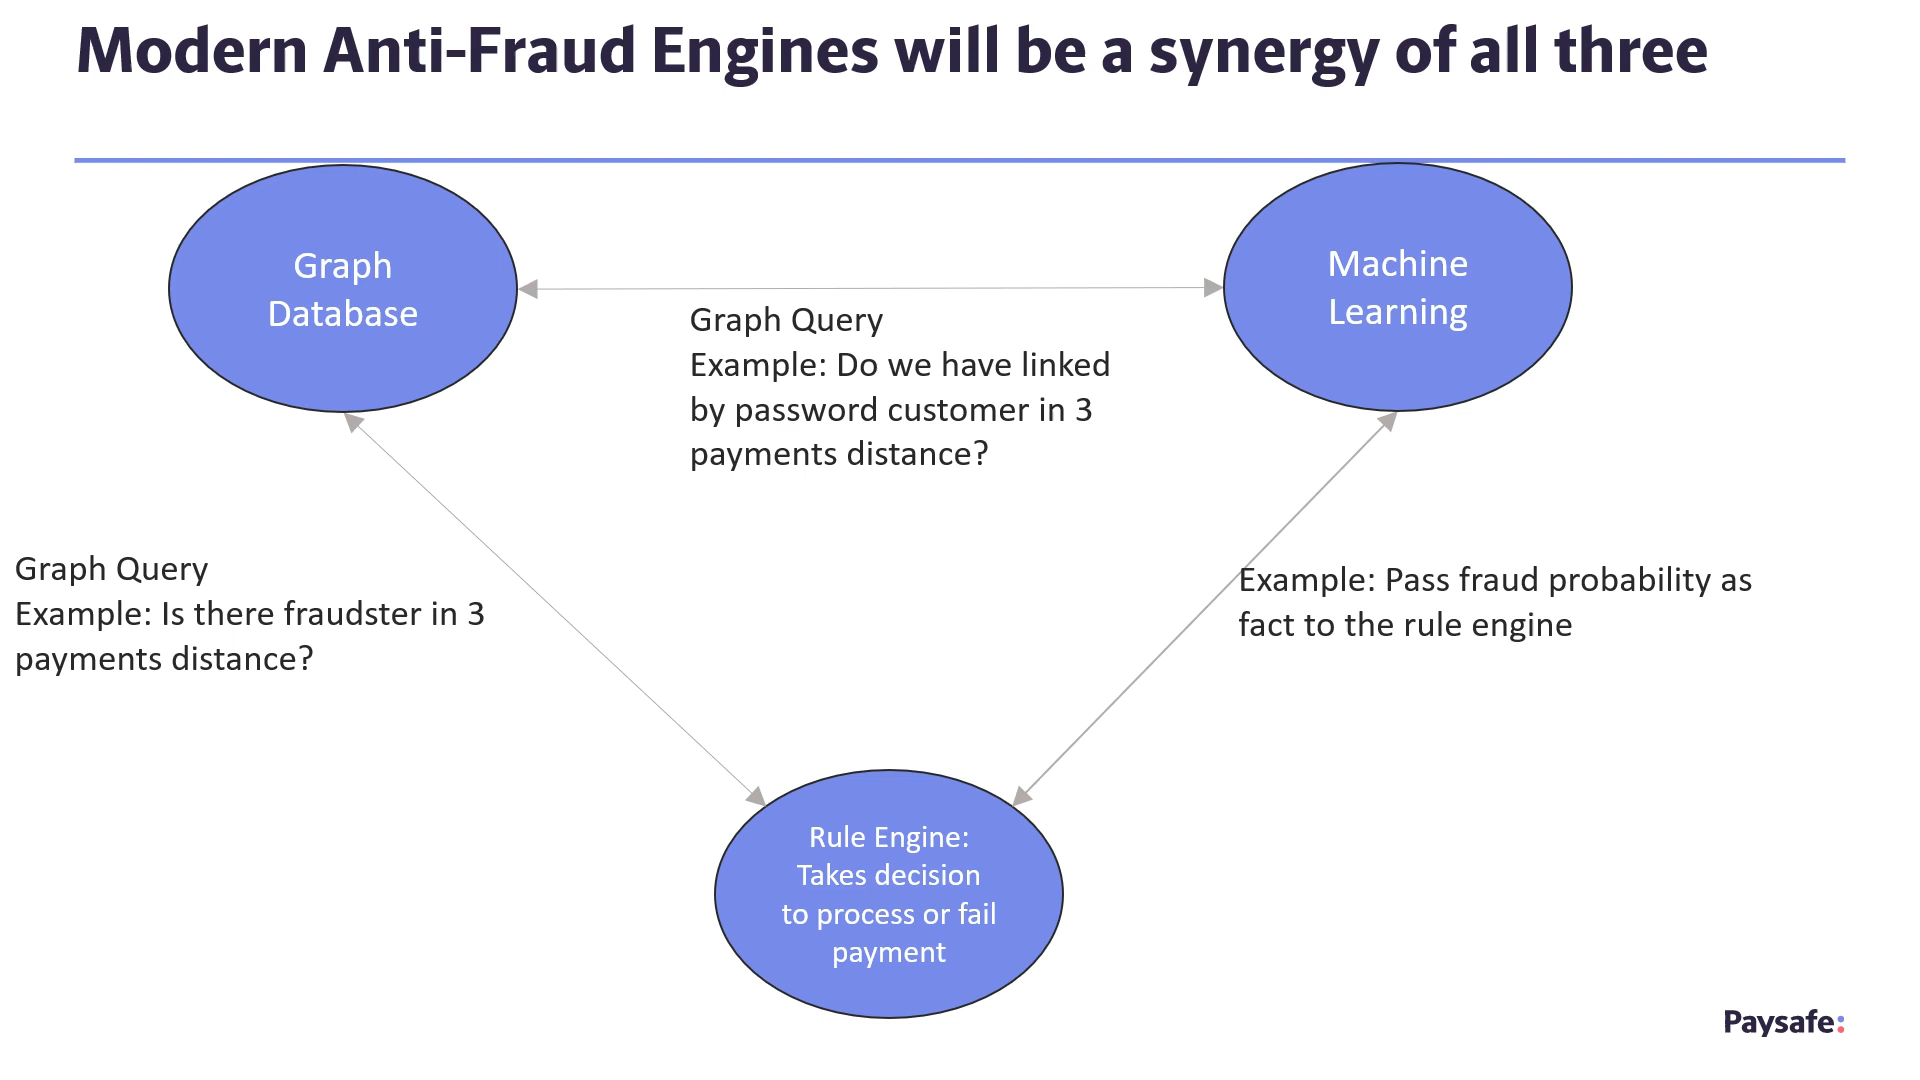 Modern Anti-Fraud Engines will be a synergy of all three
Graph
Database
Machine
Learning
Graph Query
Example: Do we have linked
by password customer in 3
payments distance?
Graph Query
Example: Is there fraudster in 3
payments distance?
Example: Pass fraud probability as
fact to the rule engine
Rule Engine:
Takes decision
to process or fail
payment
Paysafe: